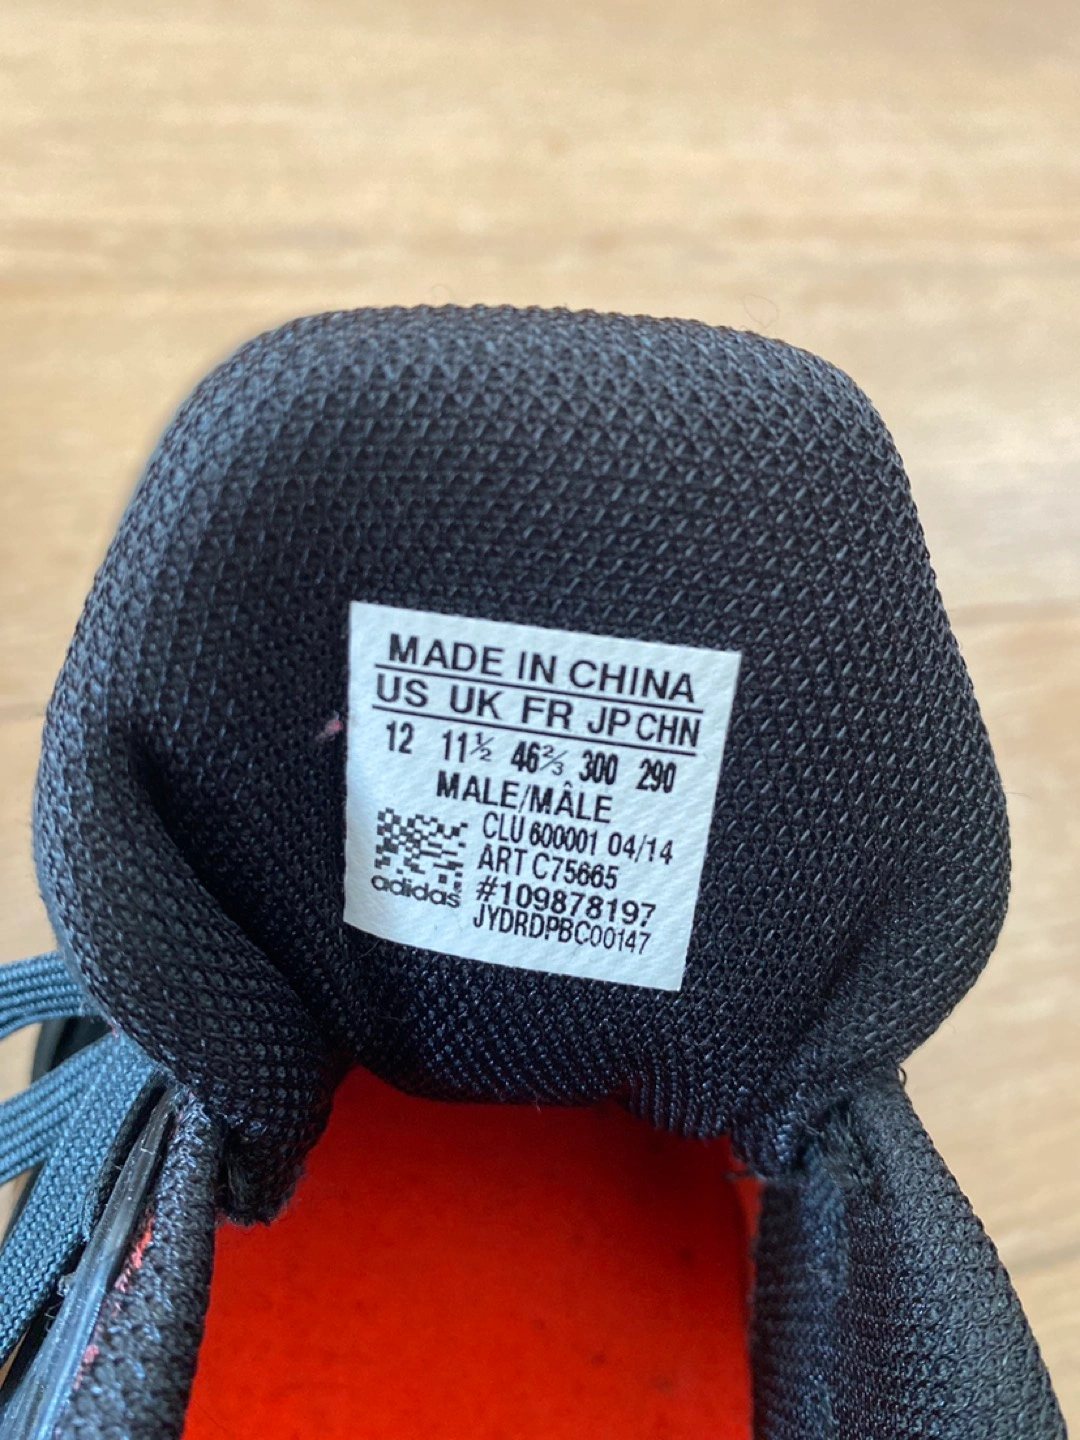 MADE IN CHINA
US UK FR JP CHN
12 11½ 46⅔ 300 290
MALE/MÂLE
CLU 600001 04/14
ART C75665
#109878197
adidas
JYDRDPBC00147